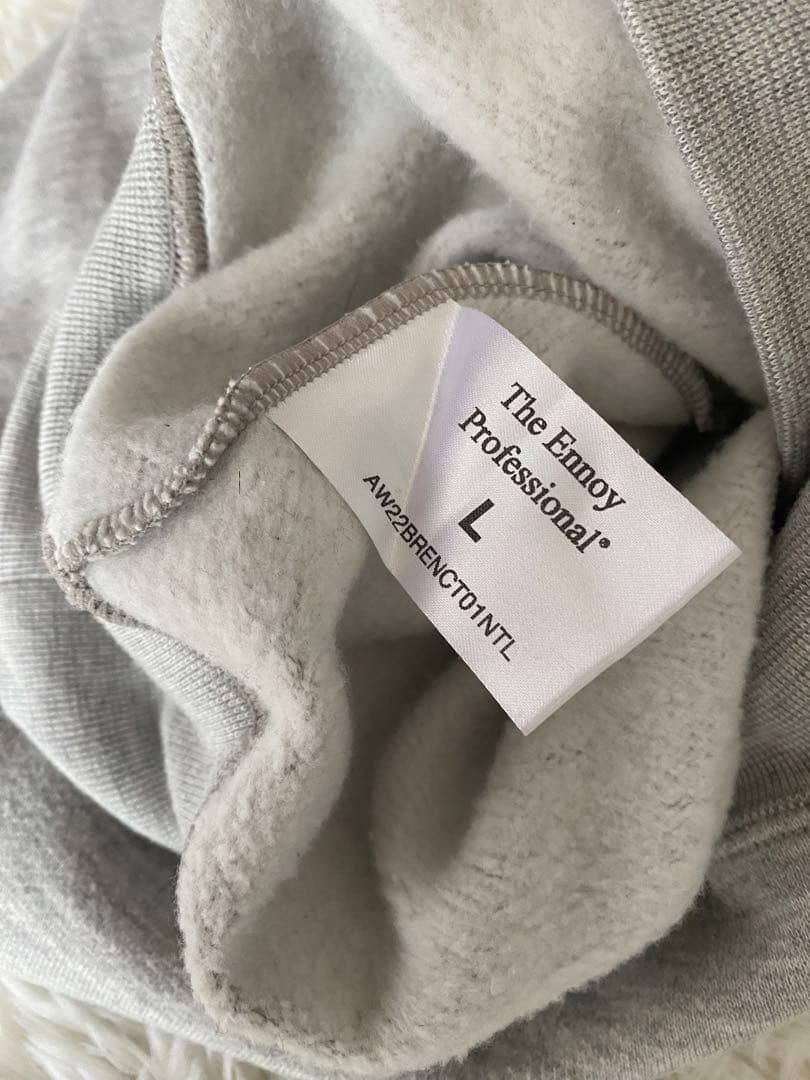 The Ennoy
Professional®
L
AW22BRENCT01NTL